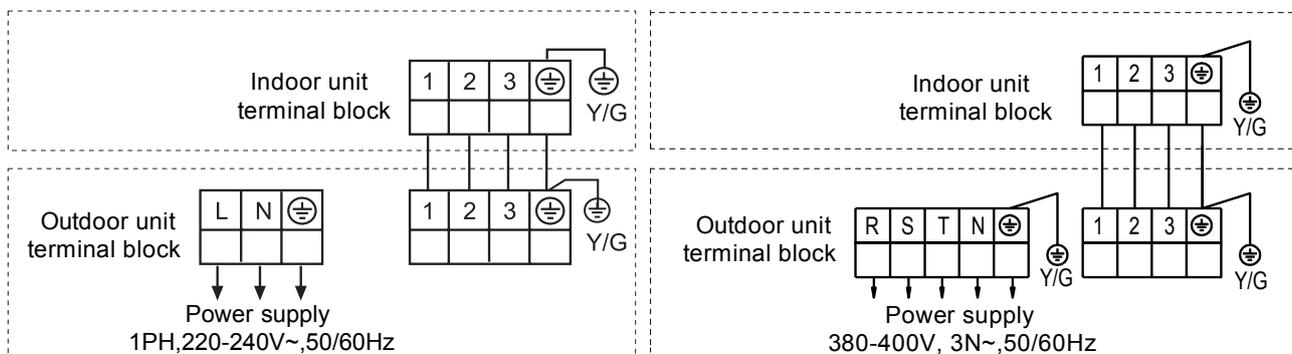 Indoor unit
terminal block
1 2 3
Y/G
Outdoor unit
terminal block
L N
1 2 3
Y/G
Power supply
1PH,220-240V~,50/60Hz
Indoor unit
terminal block
1 2 3
Y/G
Outdoor unit
terminal block
R S T N
Y/G
1 2 3
Y/G
Power supply
380-400V, 3N~,50/60Hz